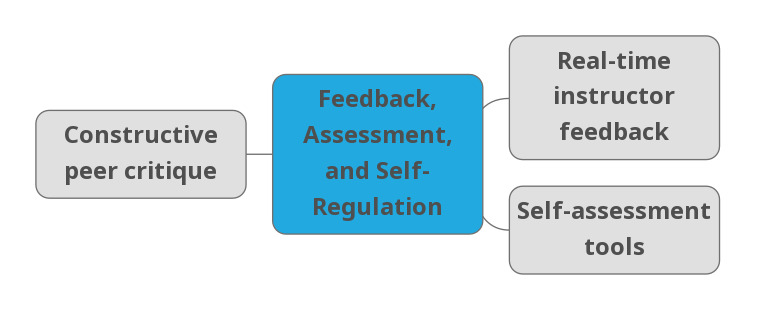 Constructive
peer critique
Feedback,
Assessment,
and Self-
Regulation
Real-time
instructor
feedback
Self-assessment
tools